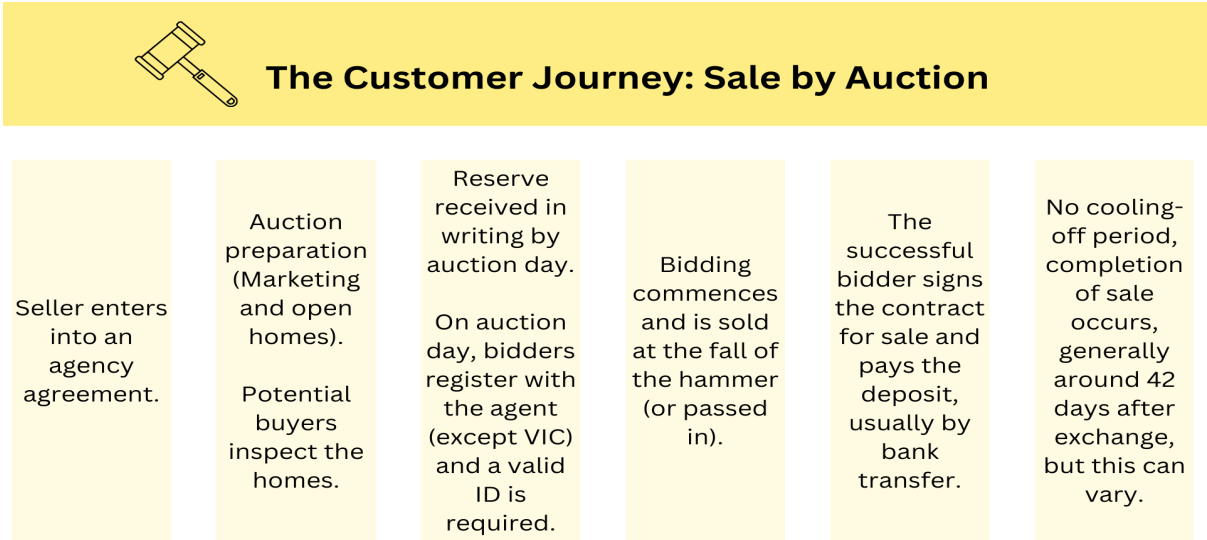 The Customer Journey: Sale by Auction
Seller enters
into an
agency
agreement.
Auction
preparation
(Marketing
and open
homes).
Potential
buyers
inspect the
homes.
Reserve
received in
writing by
auction day.
On auction
day, bidders
register with
the agent
(except VIC)
and a valid
ID is
required.
Bidding
commences
and is sold
at the fall of
the hammer
(or passed
in).
The
successful
bidder signs
the contract
for sale and
pays the
deposit,
usually by
bank
transfer.
No cooling-
off period,
completion
of sale
occurs,
generally
around 42
days after
exchange,
but this can
vary.